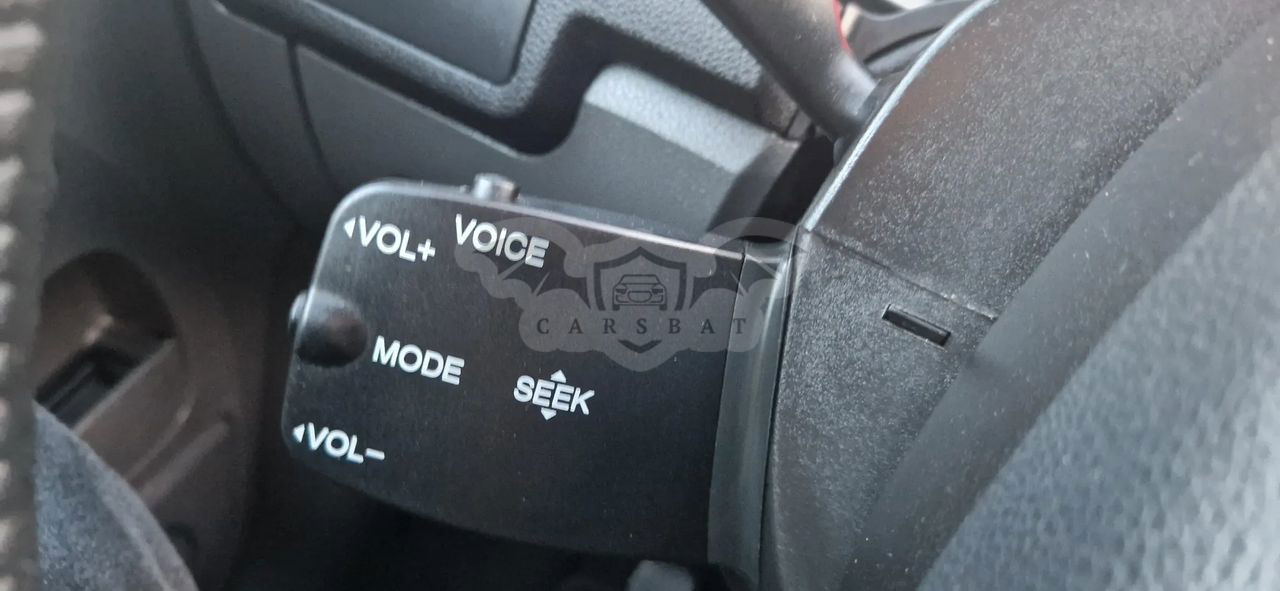 ◄VOL+ VOICE
CARSBAT
MODE
SEEK
◄VOL−